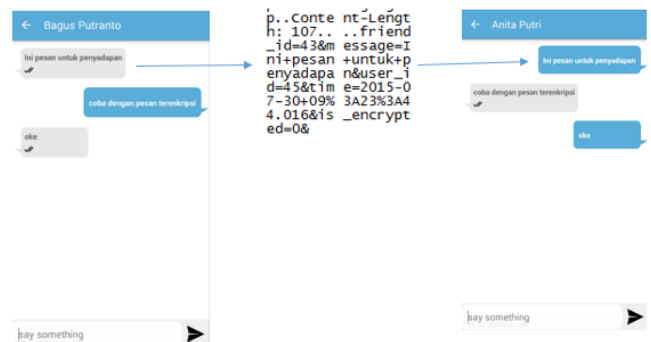 ← Bagus Putranto
Ini pesan untuk penyadapan
coba dengan pesan terenkripsi
oke
say something
p..Conte nt-Lengt
h: 107.. ..friend
_id=43&m essage=I
ni+pesan +untuk+p
enyadapa n&user_i
d=45&tim e=2015-0
7-30+09% 3A23%3A4
4.016&is _encrypt
ed=0&
← Anita Putri
Ini pesan untuk penyadapan
coba dengan pesan terenkripsi
oke
say something